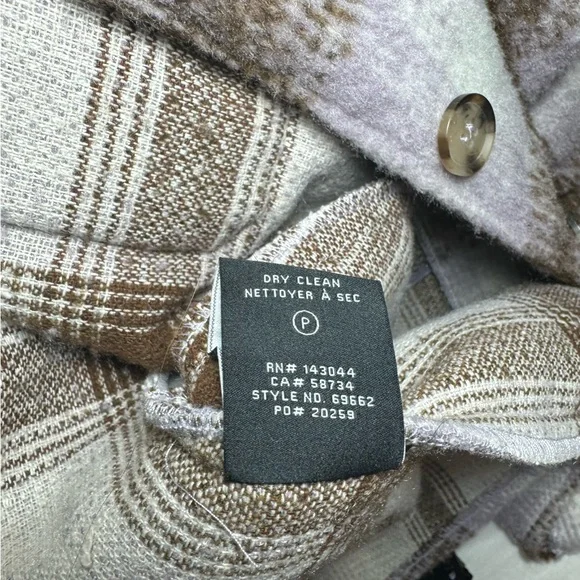 DRY CLEAN
NETTOYER À SEC
P
RN# 143044
CA# 58734
STYLE NO. 69662
PO# 20259